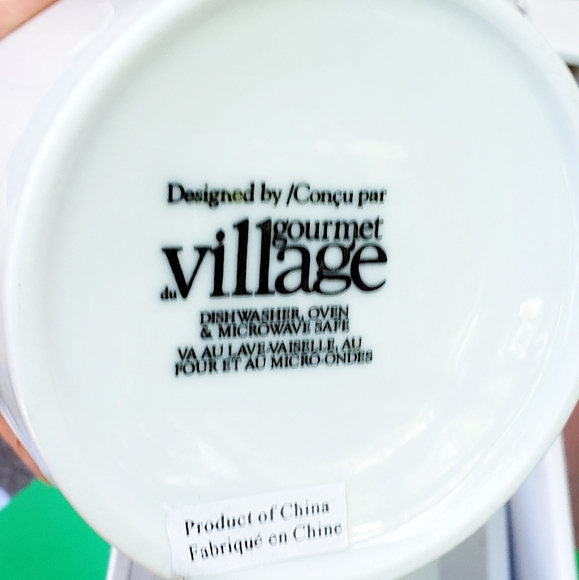 Designed by /Conçu par
gourmet
du village
DISHWASHER, OVEN
& MICROWAVE SAFE
VA AU LAVE-VAISELLE, AU
FOUR ET AU MICRO-ONDES
Product of China
Fabriqué en Chine